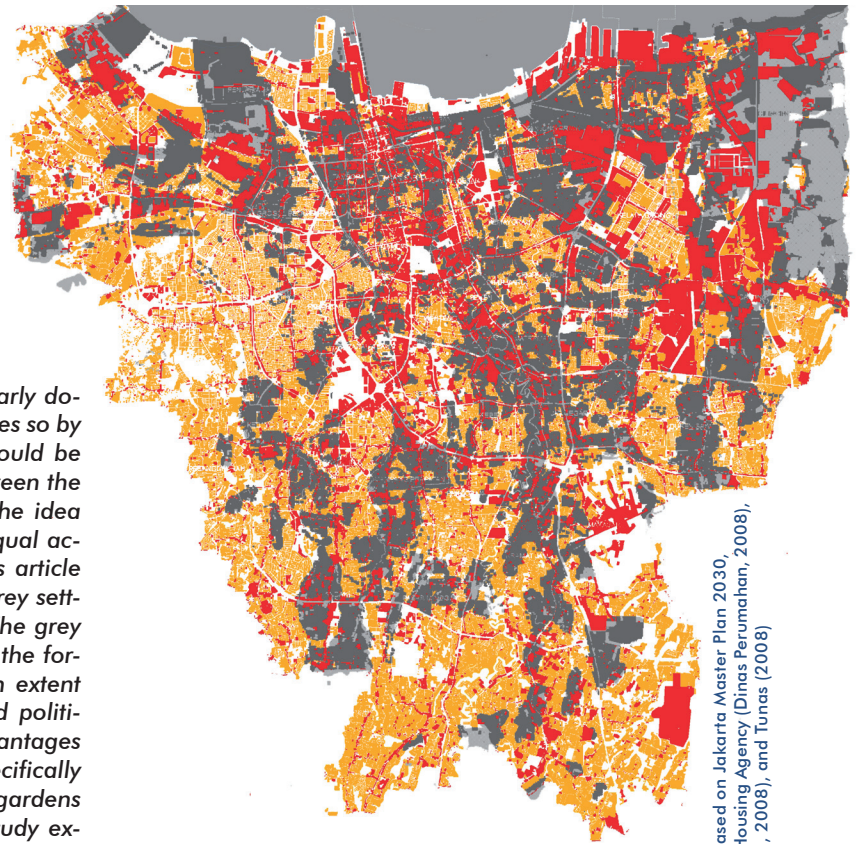 arly do-
es so by
ould be
een the
he idea
qual ac-
s article
rey sett-
he grey
the for-
n extent
d politi-
antages
ecifically
gardens
tudy ex-
ased on Jakarta Master Plan 2030,
Housing Agency (Dinas Perumahan, 2008),
, 2008), and Tunas (2008)